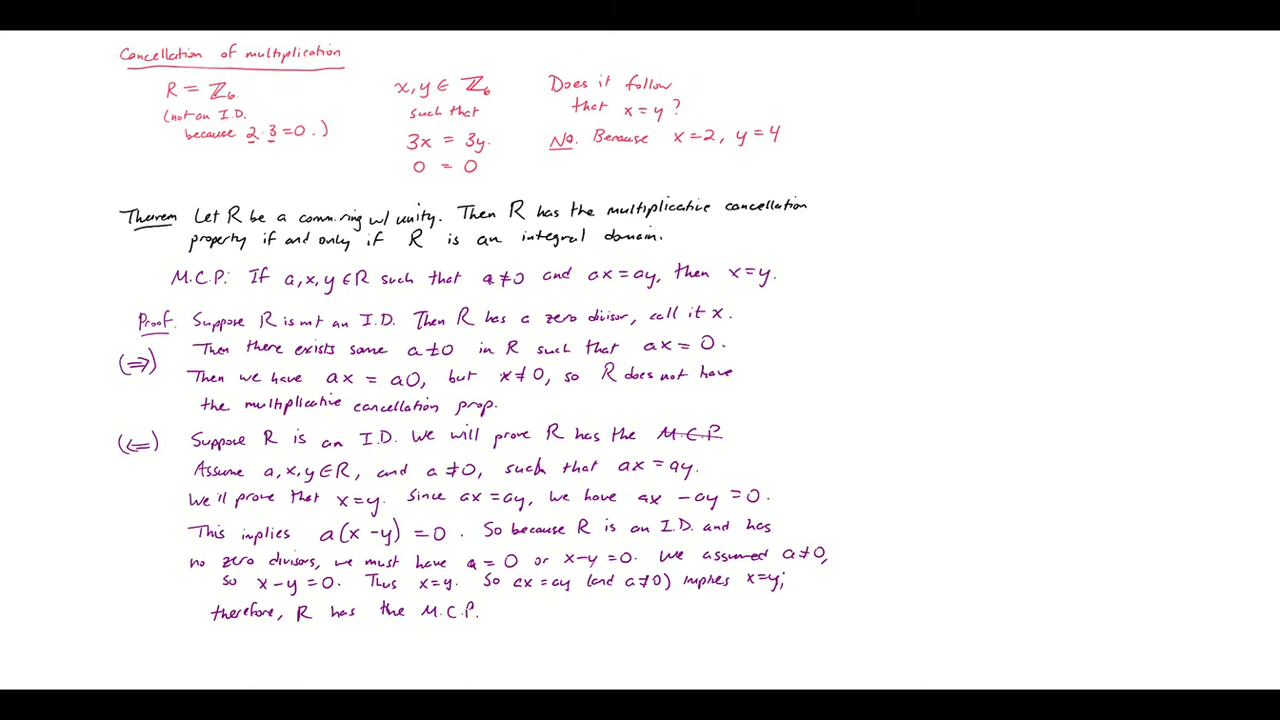 Cancellation of multiplication
R = ℤ₆
(not an I.D.
because 2·3=0.)
x, y ∈ ℤ₆
such that
3x = 3y.
0 = 0
Does it follow
that x = y?
No. Because x=2, y=4
Theorem Let R be a comm. ring w/ unity. Then R has the multiplicative cancellation
property if and only if R is an integral domain.
M.C.P: If a, x, y ∈ R such that a≠0 and ax=ay, then x=y.
Proof. Suppose R is not an I.D. Then R has a zero divisor, call it x.
(⇒) Then there exists some a≠0 in R such that ax = 0.
Then we have ax = a0, but x≠0, so R does not have
the multiplicative cancellation prop.
(⇐) Suppose R is an I.D. We will prove R has the M.C.P
Assume a, x, y ∈ R, and a≠0, such that ax = ay.
We'll prove that x=y. Since ax=ay, we have ax - ay = 0.
This implies a(x-y) = 0. So because R is an I.D. and has
no zero divisors, we must have a = 0 or x-y=0. We assumed a≠0,
so x-y=0. Thus x=y. So ax=ay (and a≠0) implies x=y;
therefore, R has the M.C.P.